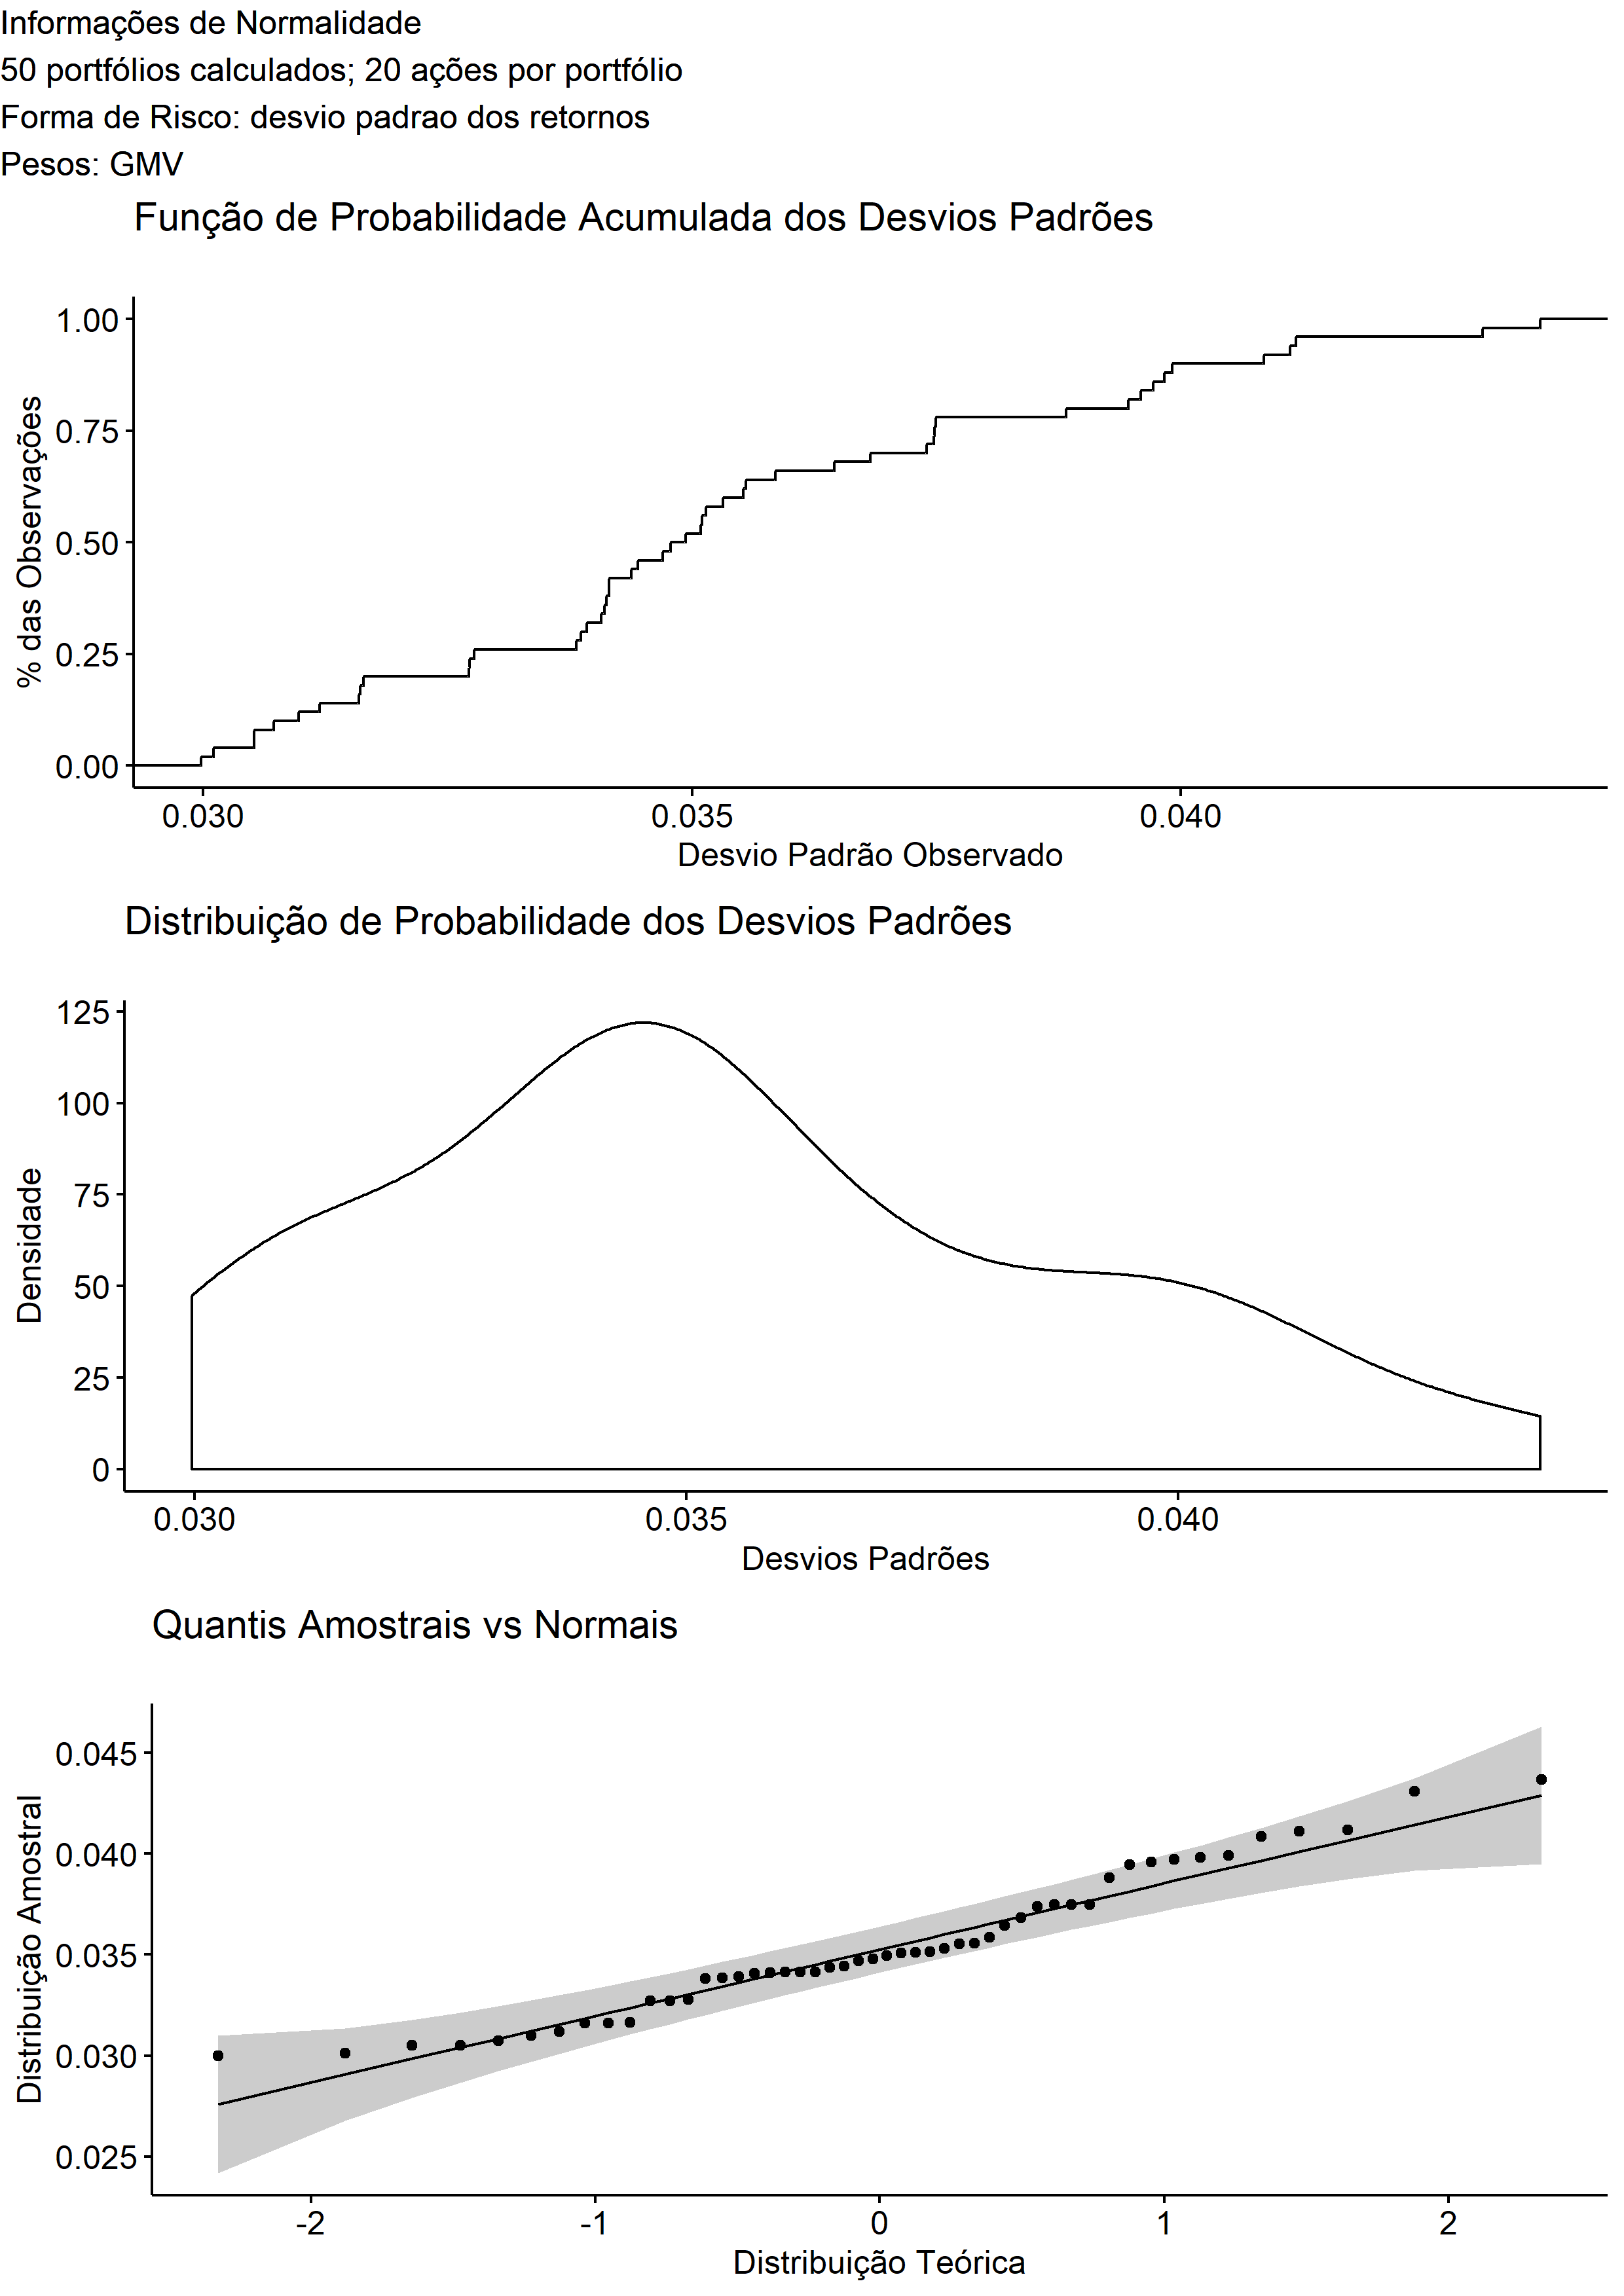 Informações de Normalidade
50 portfólios calculados; 20 ações por portfólio
Forma de Risco: desvio padrao dos retornos
Pesos: GMV
Função de Probabilidade Acumulada dos Desvios Padrões
1.00
0.75
0.50
0.25
0.00
% das Observações
0.030 0.035 0.040
Desvio Padrão Observado
Distribuição de Probabilidade dos Desvios Padrões
125
100
75
50
25
0
Densidade
0.030 0.035 0.040
Desvios Padrões
Quantis Amostrais vs Normais
0.045
0.040
0.035
0.030
0.025
Distribuição Amostral
-2 -1 0 1 2
Distribuição Teórica